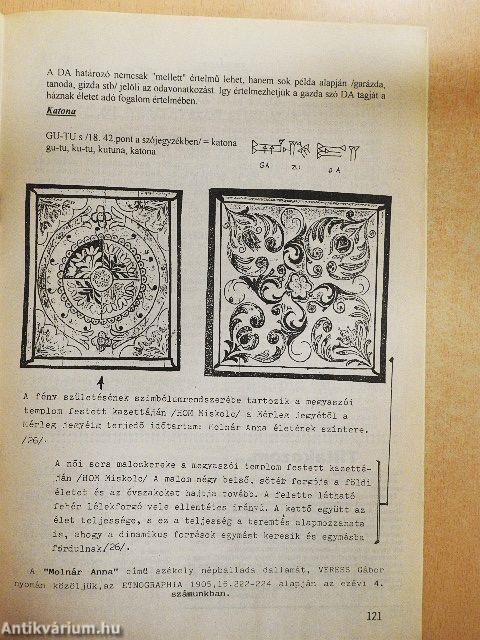 A DA határozó nemcsak "mellett" értelmű lehet, hanem sok példa alapján /garázda,
tanoda, gizda stb/ jelöli az odavonatkozást. Igy értelmezhetjük a gazda szó DA tagját a
háznak életet adó fogalom értelmében.
Katona
GU-TU s /18. 42.pont a szójegyzékben/ = katona
gu-tu, ku-tu, kutuna, katona
GA ZU DA
A fény születésének szimbólumrendszerébe tartozik a megyaszói
templom festett kazettáján /HOM Miskolc/ a Mérleg jegyétől a
Mérleg jegyéig terjedő időtartam: Molnár Anna életének színtere.
/26/.
A női sors malomkereke a megyaszói templom festett kazettá-
ján /HOM Miskolc/ A malom négy belső, sötét forgója a földi
életet és az évszakokat hajtja tovább. A felette látható
fehér Lélekforgó vele ellentétes irányú. A kettő együtt az
élet teljessége, s ez a teljesség a teremtés alapmozzanata
is, ahogy a dinamikus források egymást keresik és egymásba
fordulnak/26/.
A "Molnár Anna" című székely népballada dallamát, VERESS Gábor
nyomán közöljük,az ETNOGRAPHIA 1905,16.222-224 alapján az ezévi 4.
számunkban.
121
Antikvárium.hu